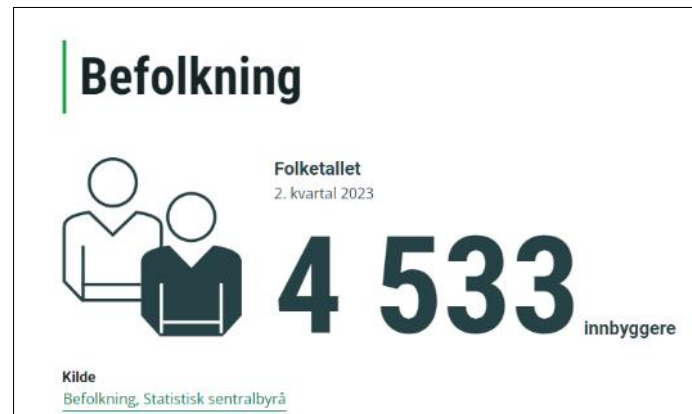 Befolkning
Folketallet
2. kvartal 2023
4 533 innbyggere
Kilde
Befolkning, Statistisk sentralbyrå